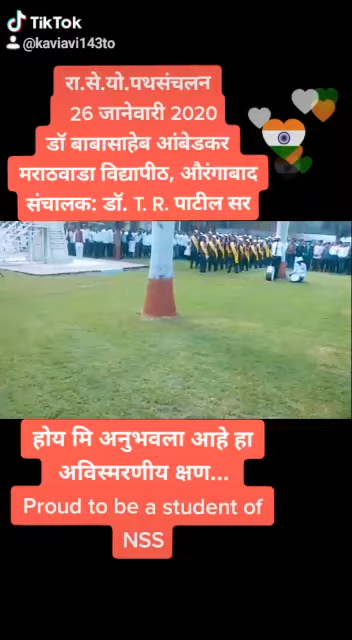 TikTok
@kaviavi143to
रा.से.यो.पथसंचलन
26 जानेवारी 2020
डॉ बाबासाहेब आंबेडकर
मराठवाडा विद्यापीठ, औरंगाबाद
संचालक: डॉ. T. R. पाटील सर
होय मि अनुभवला आहे हा
अविस्मरणीय क्षण...
Proud to be a student of
NSS